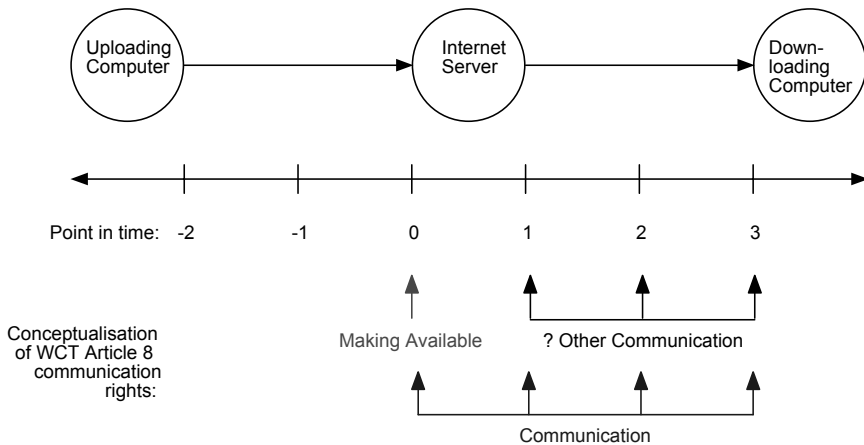 Uploading
Computer
Internet
Server
Down-
loading
Computer
Point in time: -2 -1 0 1 2 3
Conceptualisation
of WCT Article 8
communication
rights:
Making Available
? Other Communication
Communication